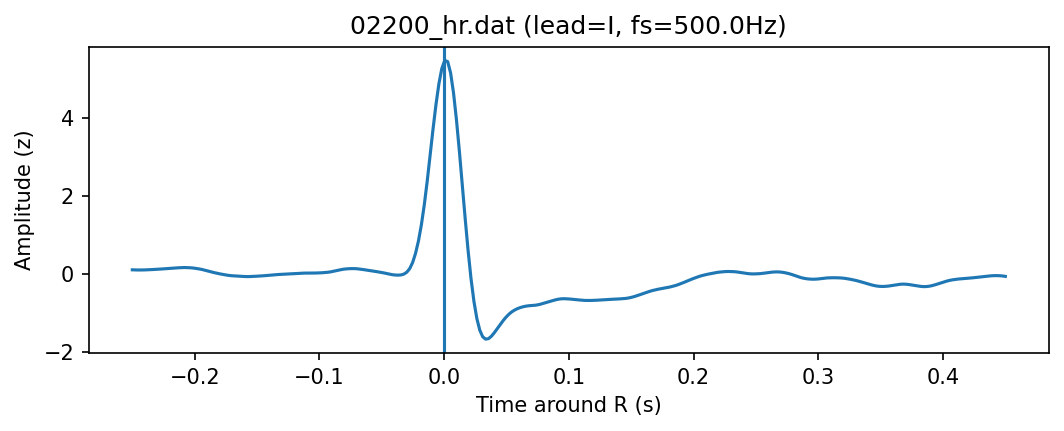 02200_hr.dat (lead=I, fs=500.0Hz)
Amplitude (z)
4
2
0
−2
−0.2 −0.1 0.0 0.1 0.2 0.3 0.4
Time around R (s)